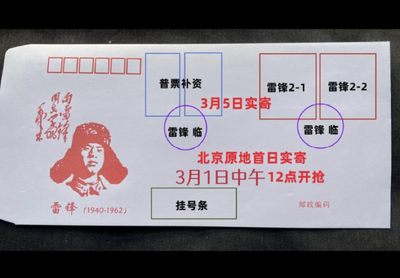 向雷锋
同志学习
毛泽东
普票补资
雷锋2-1
雷锋2-2
3月5日实寄
雷锋 临
雷锋 临
北京原地首日实寄
3月1日中午12点开抢
挂号条
雷锋 (1940-1962)
邮政编码